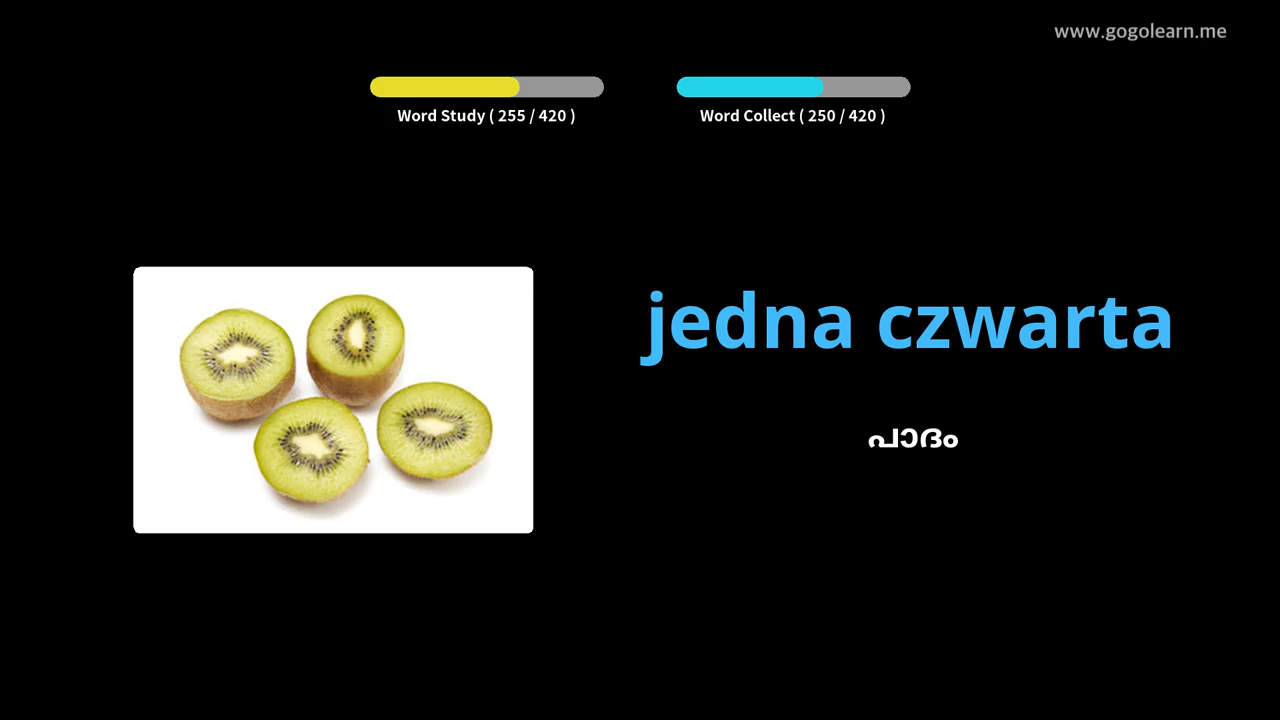 www.gogolearn.me
Word Study ( 255 / 420 )
Word Collect ( 250 / 420 )
jedna czwarta
പാദം